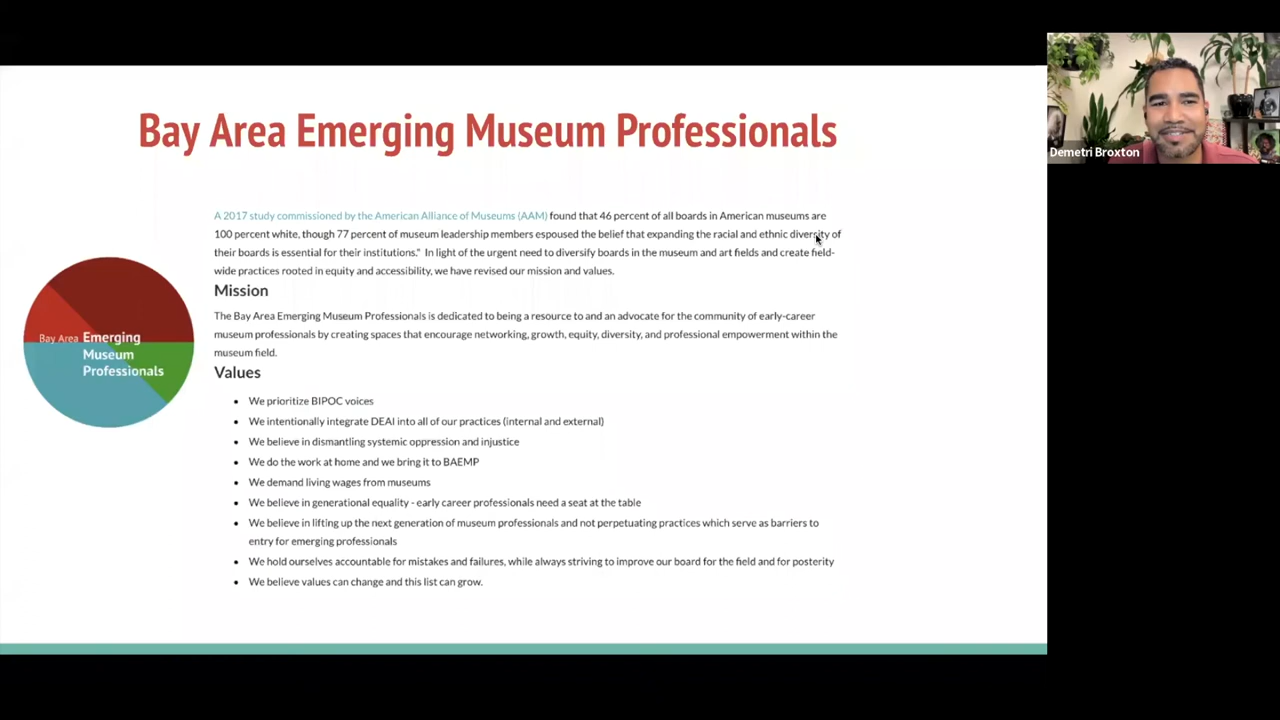 Bay Area Emerging Museum Professionals
Demetri Broxton
A 2017 study commissioned by the American Alliance of Museums (AAM) found that 46 percent of all boards in American museums are
100 percent white, though 77 percent of museum leadership members espoused the belief that expanding the racial and ethnic diversity of
their boards is essential for their institutions." In light of the urgent need to diversify boards in the museum and art fields and create field-
wide practices rooted in equity and accessibility, we have revised our mission and values.
Mission
The Bay Area Emerging Museum Professionals is dedicated to being a resource to and an advocate for the community of early-career
museum professionals by creating spaces that encourage networking, growth, equity, diversity, and professional empowerment within the
museum field.
Bay Area Emerging
Museum
Professionals
Values
• We prioritize BIPOC voices
• We intentionally integrate DEAI into all of our practices (internal and external)
• We believe in dismantling systemic oppression and injustice
• We do the work at home and we bring it to BAEMP
• We demand living wages from museums
• We believe in generational equality - early career professionals need a seat at the table
• We believe in lifting up the next generation of museum professionals and not perpetuating practices which serve as barriers to
entry for emerging professionals
• We hold ourselves accountable for mistakes and failures, while always striving to improve our board for the field and for posterity
• We believe values can change and this list can grow.